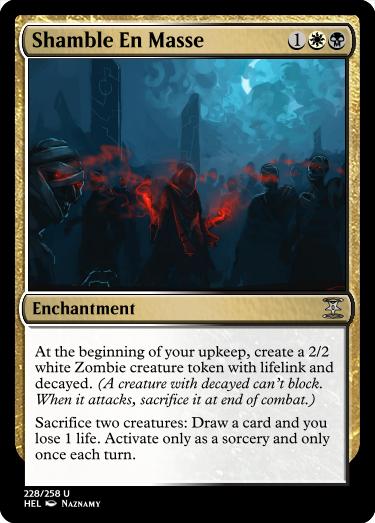 Shamble En Masse 1
Enchantment
At the beginning of your upkeep, create a 2/2
white Zombie creature token with lifelink and
decayed. (A creature with decayed can't block.
When it attacks, sacrifice it at end of combat.)
Sacrifice two creatures: Draw a card and you
lose 1 life. Activate only as a sorcery and only
once each turn.
228/258 U
HEL Naznamy